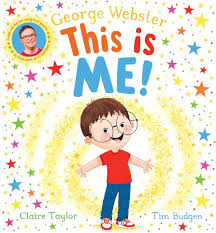 George Webster
This is
ME!
Claire Taylor
Tim Budgen